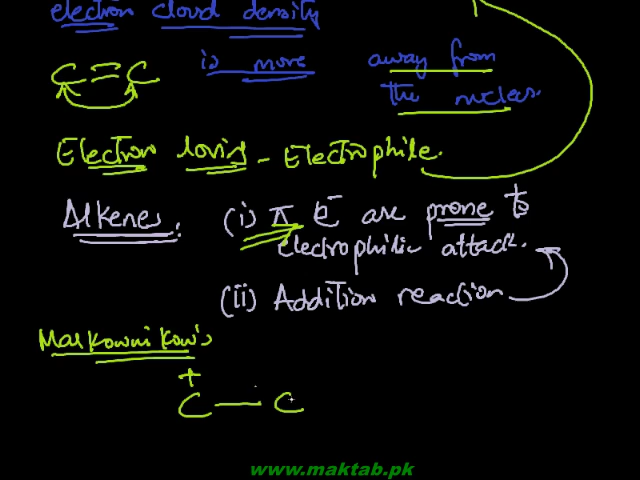 electron cloud density
C=C is more away from
the nucleus.
Electron loving - Electrophile.
Alkenes. (i) π e⁻ are prone to
electrophilic attack.
(ii) Addition reaction
Markownikow's
+
C — C
www.maktab.pk